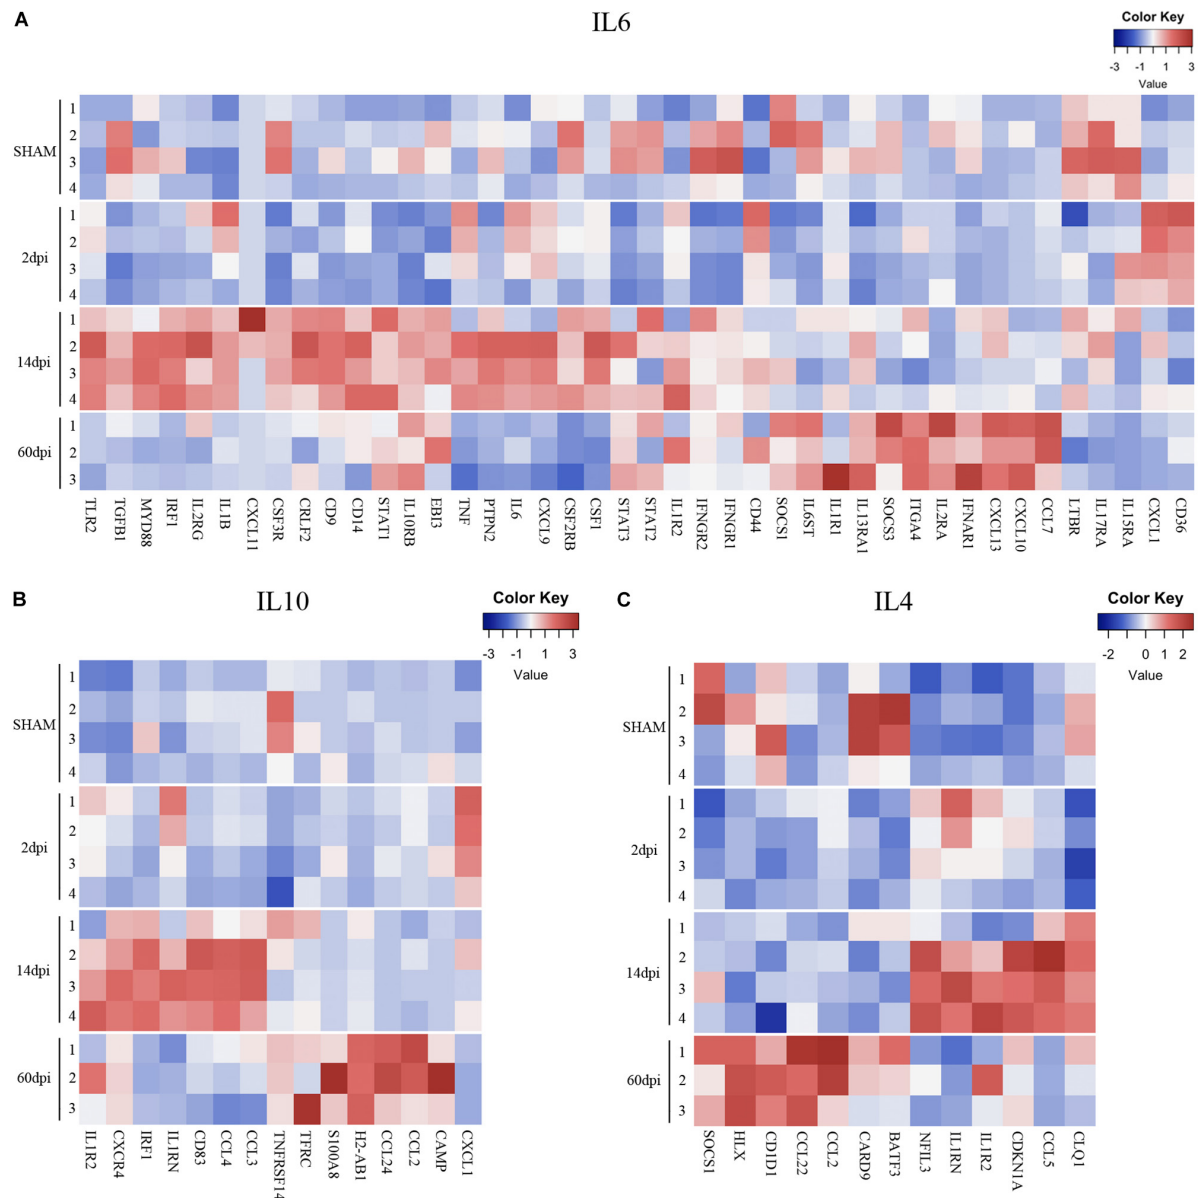 A
IL6
Color Key
-3 -1 1 3
Value
SHAM
1
2
3
4
2dpi
1
2
3
4
14dpi
1
2
3
4
60dpi
1
2
3
TLR2
TGFB1
MYD88
IRF1
IL2RG
IL1B
CXCL11
CSF3R
CRLF2
CD9
CD14
STAT1
IL10RB
EBI3
TNF
PTPN2
IL6
CXCL9
CSF2RB
CSF1
STAT3
STAT2
IL1R2
IFNGR2
IFNGR1
CD44
SOCS1
IL6ST
IL1R1
IL13RA1
SOCS3
ITGA4
IL2RA
IFNAR1
CXCL13
CXCL10
CCL7
LTBR
IL17RA
IL15RA
CXCL1
CD36
B
IL10
Color Key
-3 -1 1 3
Value
SHAM
1
2
3
4
2dpi
1
2
3
4
14dpi
1
2
3
4
60dpi
1
2
3
IL1R2
CXCR4
IRF1
IL1RN
CD83
CCL4
CCL3
TNFRSF14
TFRC
S100A8
H2-AB1
CCL24
CCL2
CAMP
CXCL1
C
IL4
Color Key
-2 0 1 2
Value
SHAM
1
2
3
4
2dpi
1
2
3
4
14dpi
1
2
3
4
60dpi
1
2
3
SOCS1
HLX
CD1D1
CCL22
CCL2
CARD9
BATF3
NFIL3
IL1RN
IL1R2
CDKN1A
CCL5
CLQ1